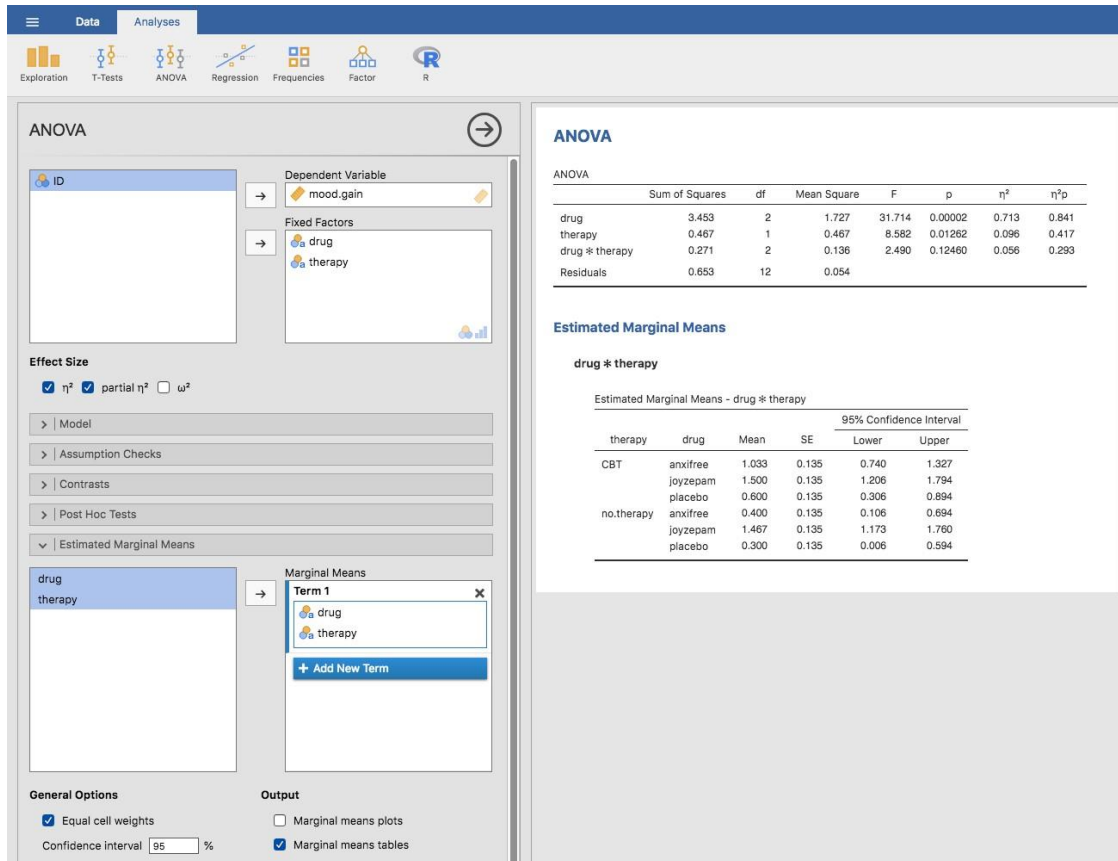 Data Analyses
Exploration T-Tests ANOVA Regression Frequencies Factor R
ANOVA
ID
Dependent Variable
mood.gain
Fixed Factors
drug
therapy
Effect Size
η² partial η² ω²
Model
Assumption Checks
Contrasts
Post Hoc Tests
Estimated Marginal Means
drug
therapy
Marginal Means
Term 1
drug
therapy
+ Add New Term
General Options
Equal cell weights
Confidence interval 95 %
Output
Marginal means plots
Marginal means tables
ANOVA
ANOVA
Sum of Squares df Mean Square F p η² η²p
drug 3.453 2 1.727 31.714 0.00002 0.713 0.841
therapy 0.467 1 0.467 8.582 0.01262 0.096 0.417
drug ✻ therapy 0.271 2 0.136 2.490 0.12460 0.056 0.293
Residuals 0.653 12 0.054
Estimated Marginal Means
drug ✻ therapy
Estimated Marginal Means - drug ✻ therapy
95% Confidence Interval
therapy drug Mean SE Lower Upper
CBT anxifree 1.033 0.135 0.740 1.327
joyzepam 1.500 0.135 1.206 1.794
placebo 0.600 0.135 0.306 0.894
no.therapy anxifree 0.400 0.135 0.106 0.694
joyzepam 1.467 0.135 1.173 1.760
placebo 0.300 0.135 0.006 0.594